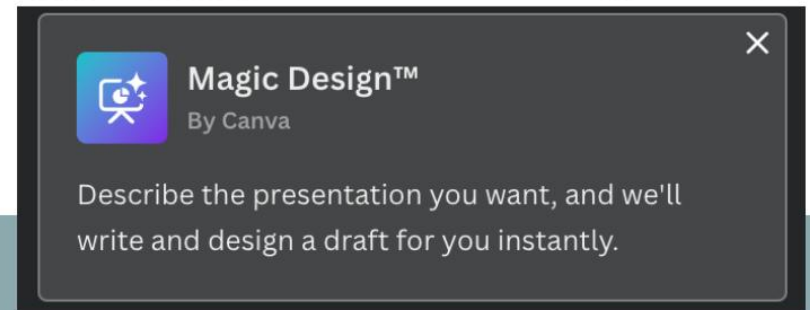 Magic Design™
By Canva
Describe the presentation you want, and we'll
write and design a draft for you instantly.